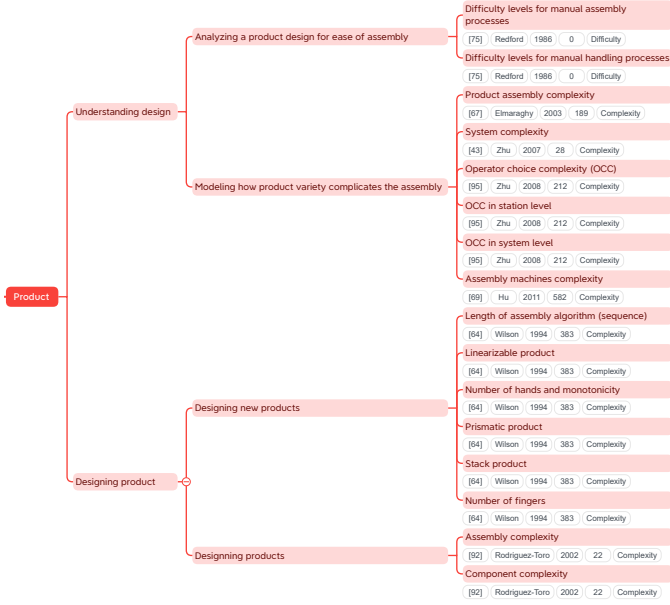 Product
Understanding design
Analyzing a product design for ease of assembly
Difficulty levels for manual assembly
processes
[75] Redford 1986 0 Difficulty
Difficulty levels for manual handling processes
[75] Redford 1986 0 Difficulty
Modeling how product variety complicates the assembly
Product assembly complexity
[67] Elmaraghy 2003 189 Complexity
System complexity
[43] Zhu 2007 28 Complexity
Operator choice complexity (OCC)
[95] Zhu 2008 212 Complexity
OCC in station level
[95] Zhu 2008 212 Complexity
OCC in system level
[95] Zhu 2008 212 Complexity
Assembly machines complexity
[69] Hu 2011 582 Complexity
Designing product
Designing new products
Length of assembly algorithm (sequence)
[64] Wilson 1994 383 Complexity
Linearizable product
[64] Wilson 1994 383 Complexity
Number of hands and monotonicity
[64] Wilson 1994 383 Complexity
Prismatic product
[64] Wilson 1994 383 Complexity
Stack product
[64] Wilson 1994 383 Complexity
Number of fingers
[64] Wilson 1994 383 Complexity
Designning products
Assembly complexity
[92] Rodriguez-Toro 2002 22 Complexity
Component complexity
[92] Rodriguez-Toro 2002 22 Complexity